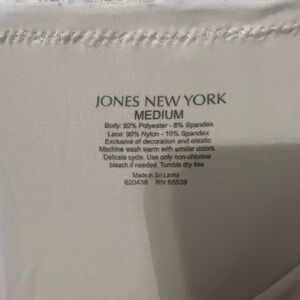 JONES NEW YORK
MEDIUM
Body: 92% Polyester - 8% Spandex
Lace: 90% Nylon - 10% Spandex
Exclusive of decoration and elastic
Machine wash warm with similar colors.
Delicate cycle. Use only non-chlorine
bleach if needed. Tumble dry low
Made in Sri Lanka
620438 RN 65539